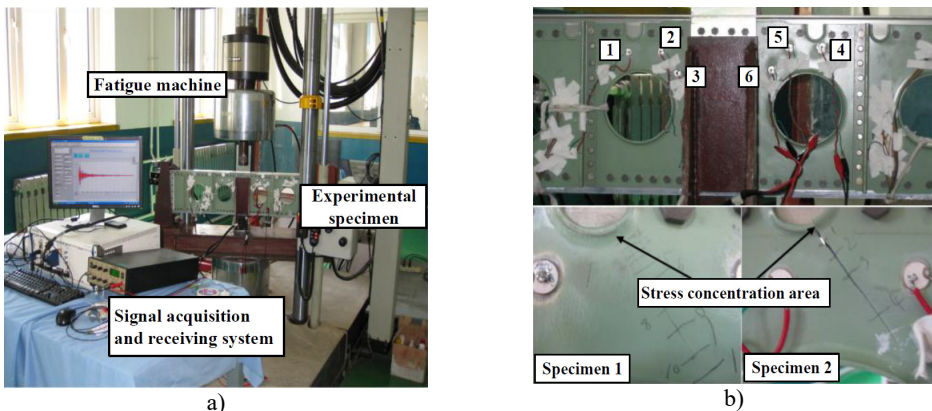 Fatigue machine
Experimental
specimen
Signal acquisition
and receiving system
a)
1
2
3
6
5
4
Stress concentration area
Specimen 1
Specimen 2
b)